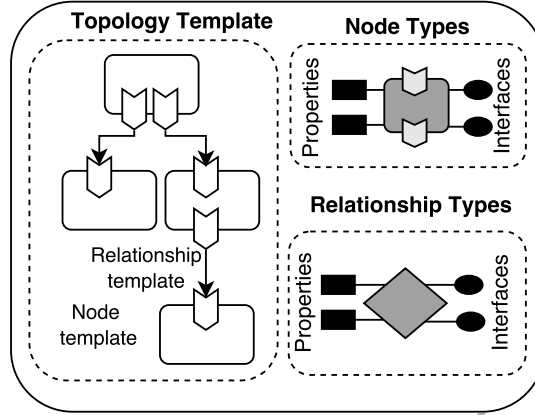 Topology Template
Relationship
template
Node
template
Node Types
Properties
Interfaces
Relationship Types
Properties
Interfaces